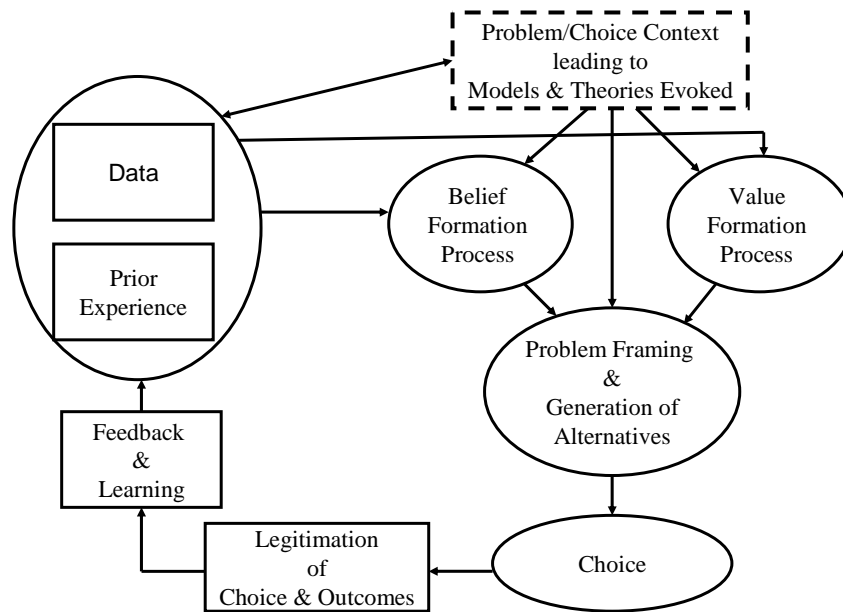 Problem/Choice Context
leading to
Models & Theories Evoked
Data
Prior
Experience
Belief
Formation
Process
Value
Formation
Process
Problem Framing
&
Generation of
Alternatives
Feedback
&
Learning
Legitimation
of
Choice & Outcomes
Choice